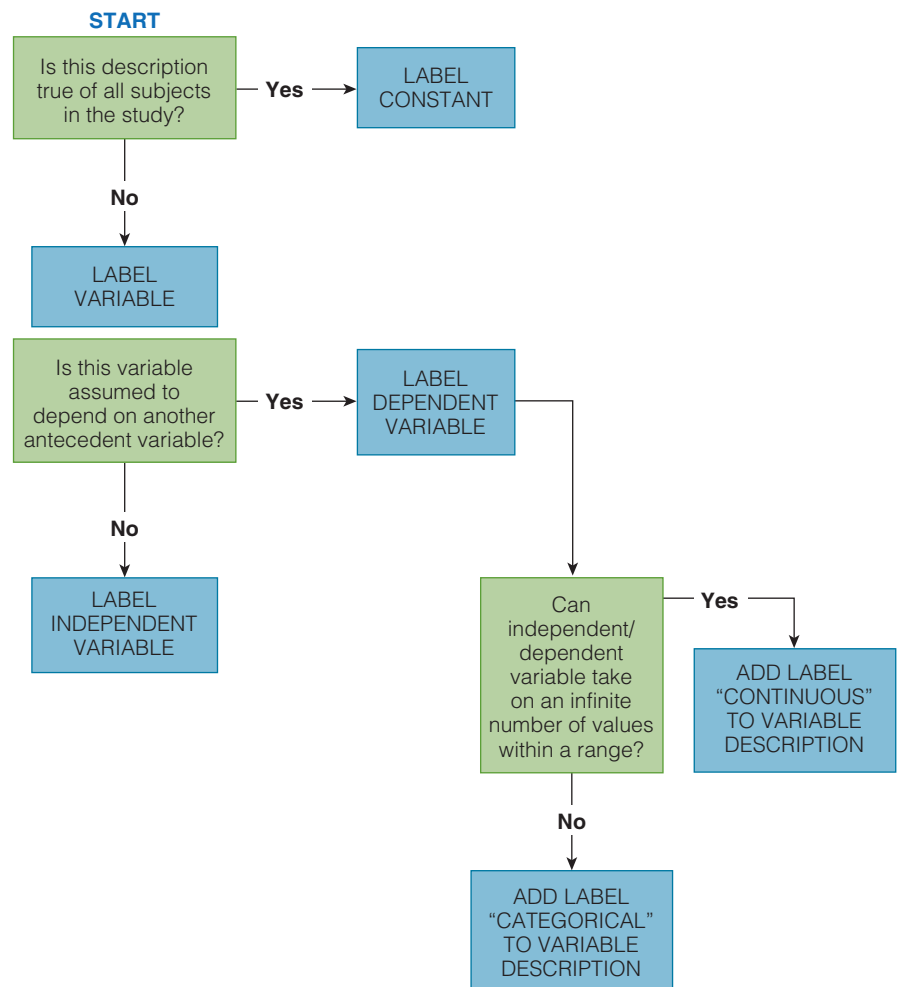 START
Is this description
true of all subjects
in the study?
Yes
LABEL
CONSTANT
No
LABEL
VARIABLE
Is this variable
assumed to
depend on another
antecedent variable?
Yes
LABEL
DEPENDENT
VARIABLE
No
LABEL
INDEPENDENT
VARIABLE
Can
independent/
dependent
variable take
on an infinite
number of values
within a range?
Yes
ADD LABEL
“CONTINUOUS”
TO VARIABLE
DESCRIPTION
No
ADD LABEL
“CATEGORICAL”
TO VARIABLE
DESCRIPTION